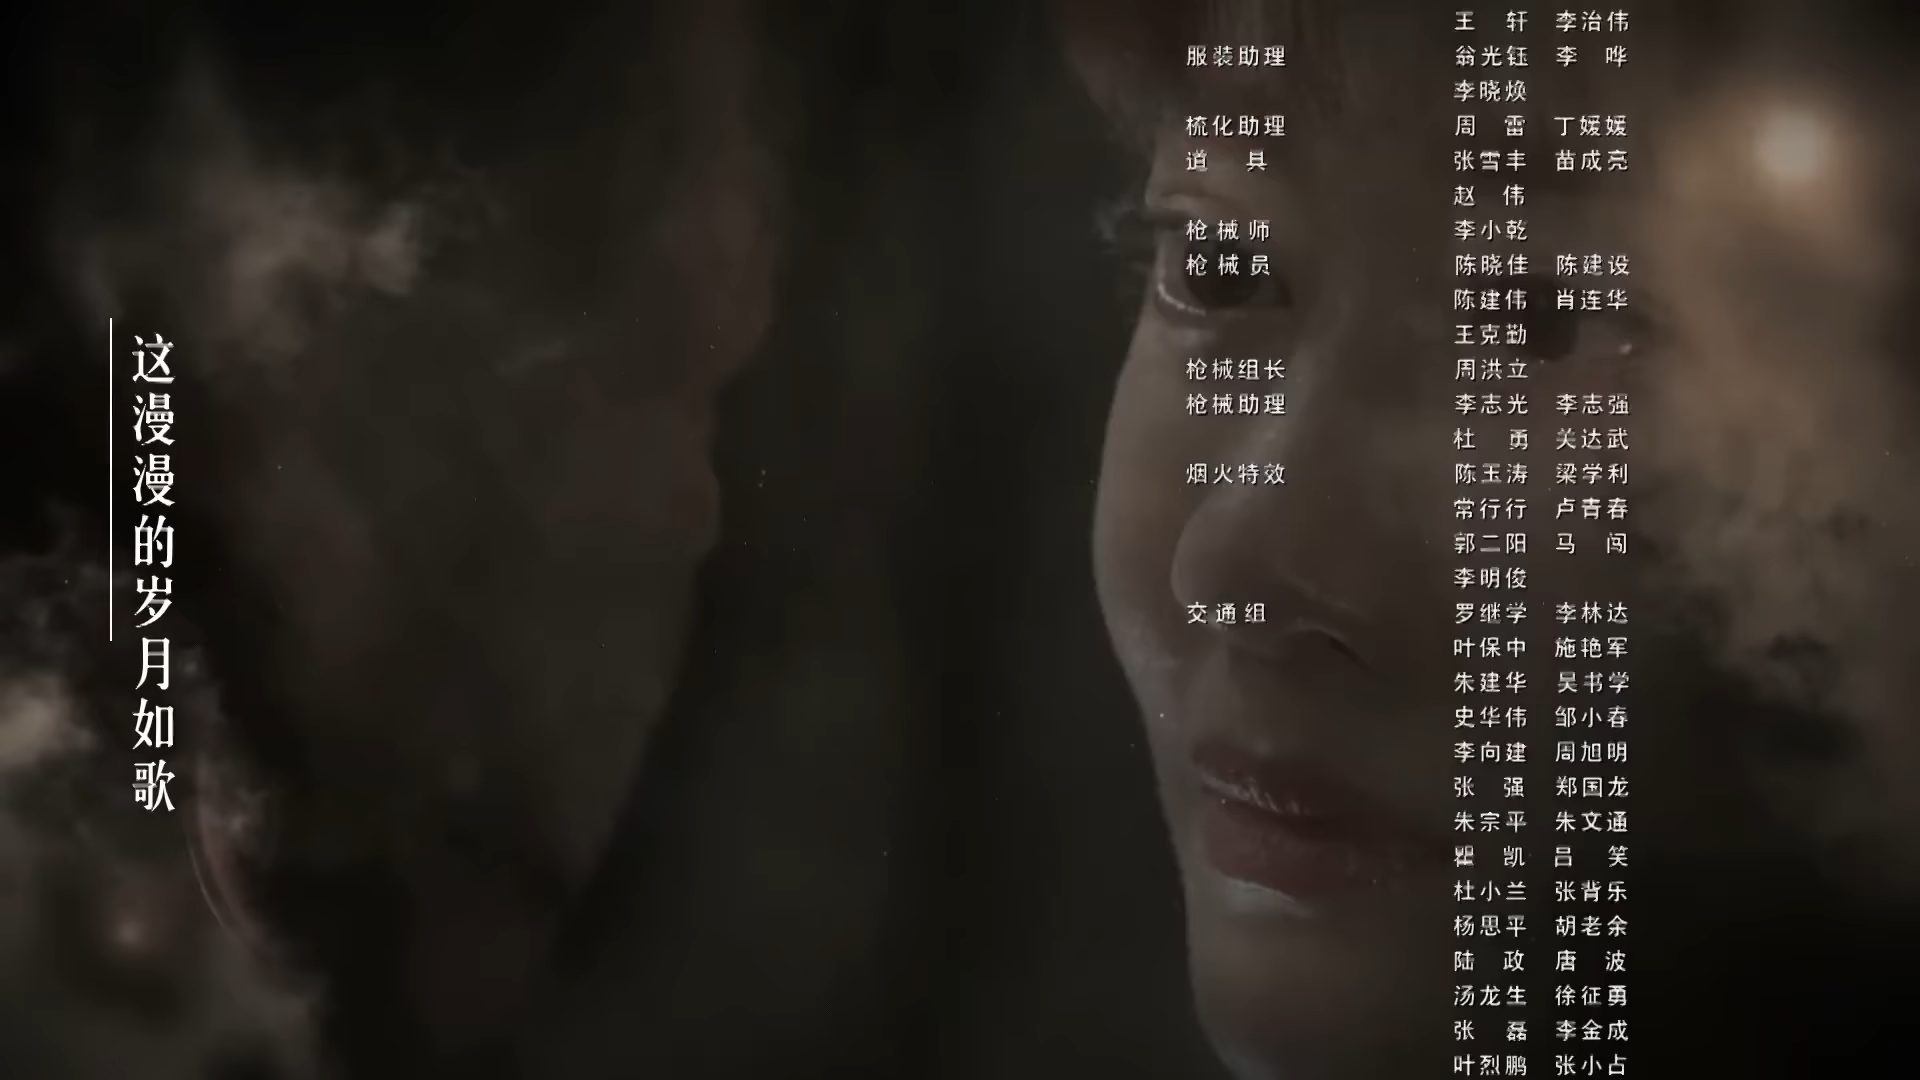 这漫漫的岁月如歌
王 轩 李治伟
服装助理 翁光钰 李 晔
李晓焕
梳化助理 周 雷 丁媛媛
道 具 张雪丰 苗成亮
赵 伟
枪械师 李小乾
枪械员 陈晓佳 陈建设
陈建伟 肖连华
王克勤
枪械组长 周洪立
枪械助理 李志光 李志强
杜 勇 关达武
烟火特效 陈玉涛 梁学利
常行行 卢青春
郭二阳 马 闯
李明俊
交通组 罗继学 李林达
叶保中 施艳军
朱建华 吴书学
史华伟 邹小春
李向建 周旭明
张 强 郑国龙
朱宗平 朱文通
瞿 凯 吕 笑
杜小兰 张背乐
杨思平 胡老余
陆 政 唐 波
汤龙生 徐征勇
张 磊 李金成
叶烈鹏 张小占